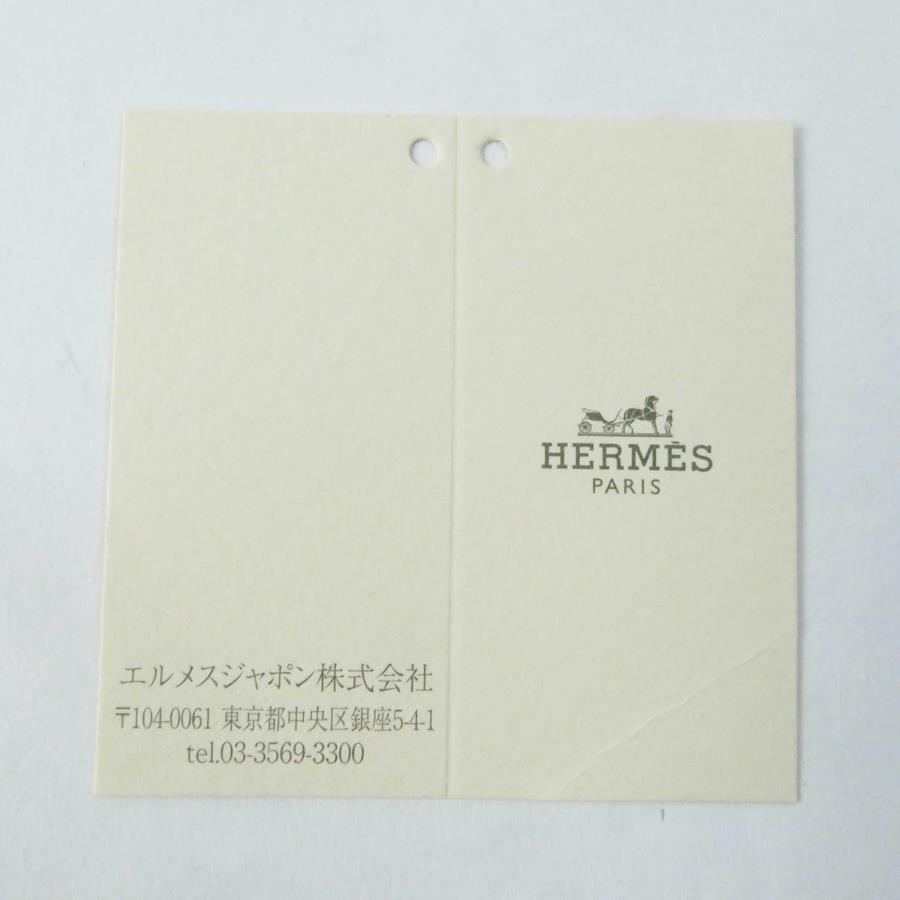 エルメスジャポン株式会社
〒104-0061 東京都中央区銀座5-4-1
tel.03-3569-3300
HERMÈS
PARIS